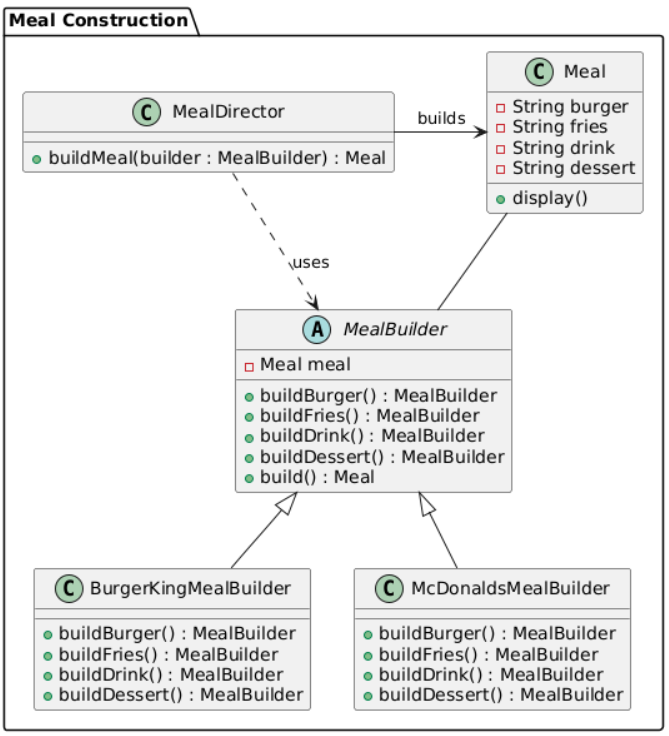 Meal Construction
C Meal
String burger
String fries
String drink
String dessert
display()
C MealDirector
buildMeal(builder : MealBuilder) : Meal
builds
uses
A MealBuilder
Meal meal
buildBurger() : MealBuilder
buildFries() : MealBuilder
buildDrink() : MealBuilder
buildDessert() : MealBuilder
build() : Meal
C BurgerKingMealBuilder
buildBurger() : MealBuilder
buildFries() : MealBuilder
buildDrink() : MealBuilder
buildDessert() : MealBuilder
C McDonaldsMealBuilder
buildBurger() : MealBuilder
buildFries() : MealBuilder
buildDrink() : MealBuilder
buildDessert() : MealBuilder